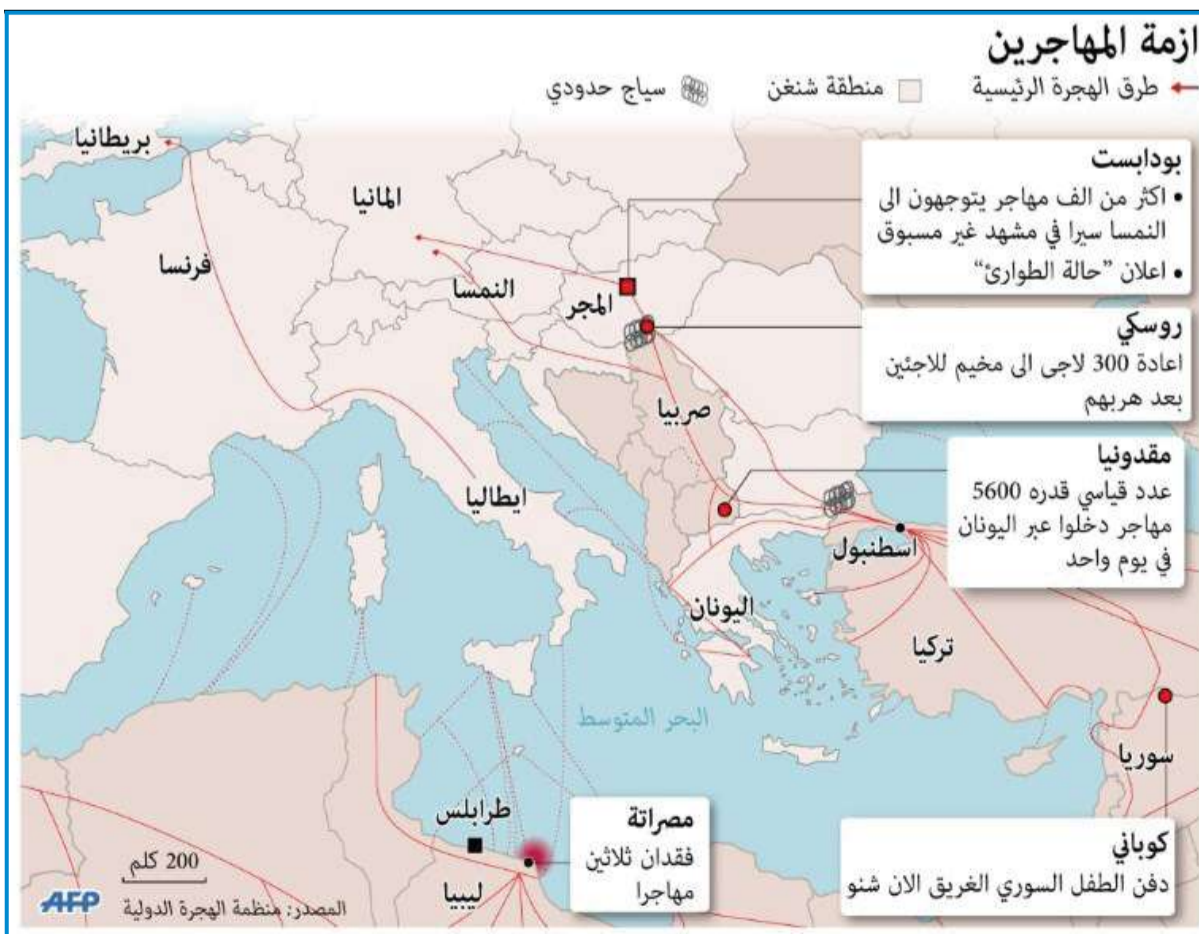 ازمة المهاجرين
طرق الهجرة الرئيسية
منطقة شنغن
سياج حدودي
بودابست
• اكثر من الف مهاجر يتوجهون الى
النمسا سيرا في مشهد غير مسبوق
• اعلان ”حالة الطوارئ“
روسكي
اعادة 300 لاجى الى مخيم للاجئين
بعد هربهم
مقدونيا
عدد قياسي قدره 5600
مهاجر دخلوا عبر اليونان
في يوم واحد
بريطانيا
المانيا
فرنسا
النمسا
المجر
صربيا
ايطاليا
اسطنبول
اليونان
تركيا
البحر المتوسط
سوريا
طرابلس
ليبيا
مصراتة
فقدان ثلاثين
مهاجرا
كوباني
دفن الطفل السوري الغريق الان شنو
200 كلم
المصدر: منظمة الهجرة الدولية
AFP